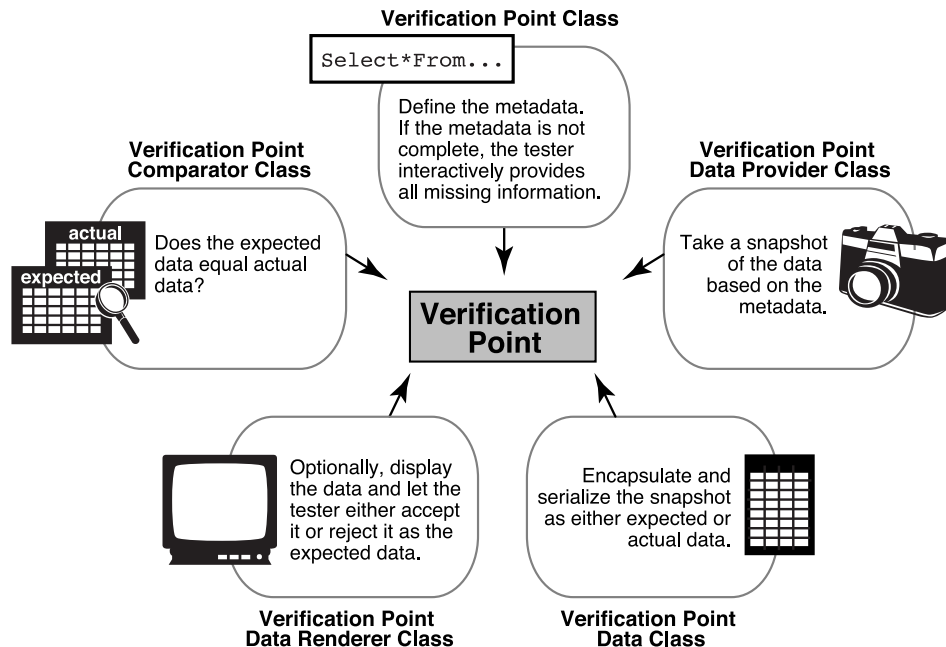 Verification Point Class
Select*From...
Define the metadata.
If the metadata is not
complete, the tester
interactively provides
all missing information.
Verification Point
Comparator Class
actual
expected
Does the expected
data equal actual
data?
Verification Point
Data Provider Class
Take a snapshot
of the data
based on the
metadata.
Verification
Point
Optionally, display
the data and let the
tester either accept
it or reject it as the
expected data.
Verification Point
Data Renderer Class
Encapsulate and
serialize the snapshot
as either expected or
actual data.
Verification Point
Data Class